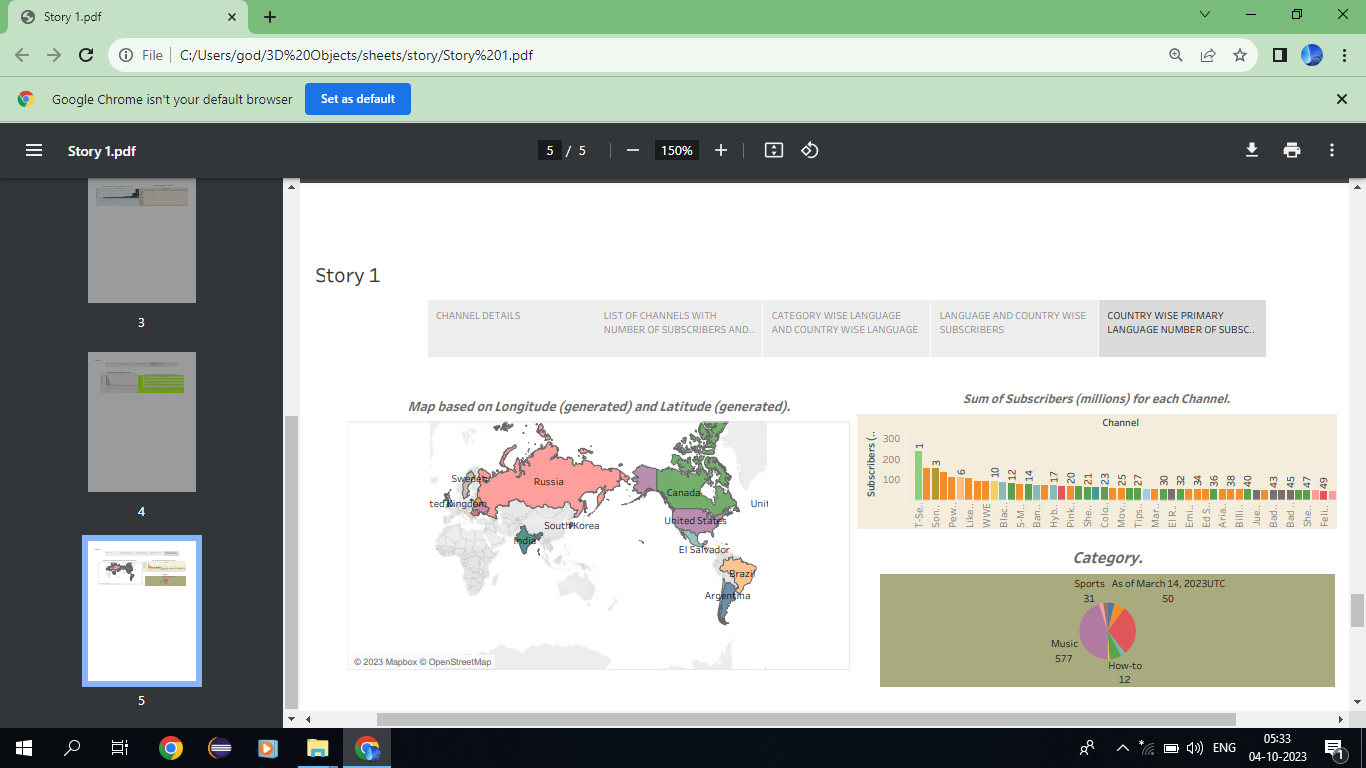 Story 1.pdf
File
C:/Users/god/3D%20Objects/sheets/story/Story%201.pdf
Google Chrome isn't your default browser
Set as default
Story 1.pdf
5 / 5
150%
3
4
5
Story 1
CHANNEL DETAILS
LIST OF CHANNELS WITH
NUMBER OF SUBSCRIBERS AND..
CATEGORY WISE LANGUAGE
AND COUNTRY WISE LANGUAGE
LANGUAGE AND COUNTRY WISE
SUBSCRIBERS
COUNTRY WISE PRIMARY
LANGUAGE NUMBER OF SUBSC..
Map based on Longitude (generated) and Latitude (generated).
Sweden
Russia
ted Kingdom
South Korea
India
Canada
Unit
United States
El Salvador
Brazil
Argentina
© 2023 Mapbox © OpenStreetMap
Sum of Subscribers (millions) for each Channel.
Channel
Subscribers (..
300
200
100
1
3
6
10
12
14
17
20
21
23
25
27
30
32
34
36
38
40
43
45
47
49
T-Se..
Son..
Pew..
Like..
WWE
Blac..
5-M..
Ban..
Hyb..
Pink..
She..
Colo..
Mov..
Tips..
Mar..
El R..
Emi..
Ed S..
Aria..
Billi..
Jue..
Bad..
Bad ..
She..
Feli..
Category.
Sports
31
As of March 14, 2023UTC
50
Music
577
How-to
12
ENG
05:33
04-10-2023
1